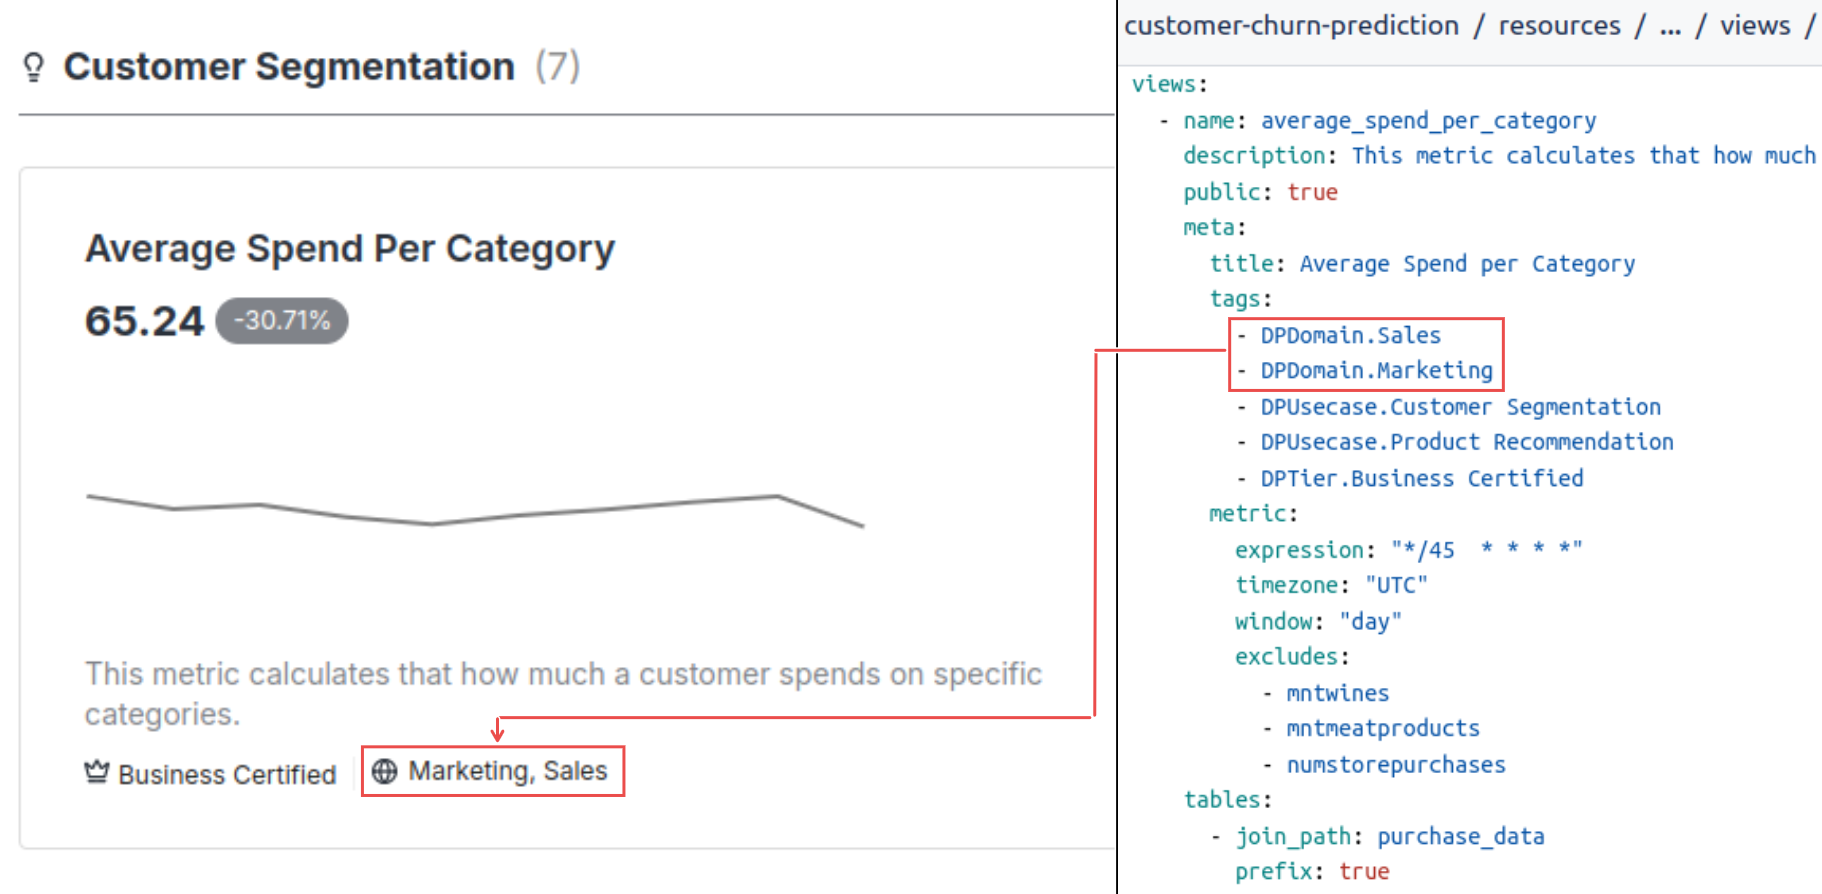 Customer Segmentation (7)
Average Spend Per Category
65.24 -30.71%
This metric calculates that how much a customer spends on specific
categories.
Business Certified
Marketing, Sales
customer-churn-prediction / resources / ... / views /
views:
- name: average_spend_per_category
description: This metric calculates that how much
public: true
meta:
title: Average Spend per Category
tags:
- DPDomain.Sales
- DPDomain.Marketing
- DPUsecase.Customer Segmentation
- DPUsecase.Product Recommendation
- DPTier.Business Certified
metric:
expression: "*/45  * * * *"
timezone: "UTC"
window: "day"
excludes:
- mntwines
- mntmeatproducts
- numstorepurchases
tables:
- join_path: purchase_data
prefix: true